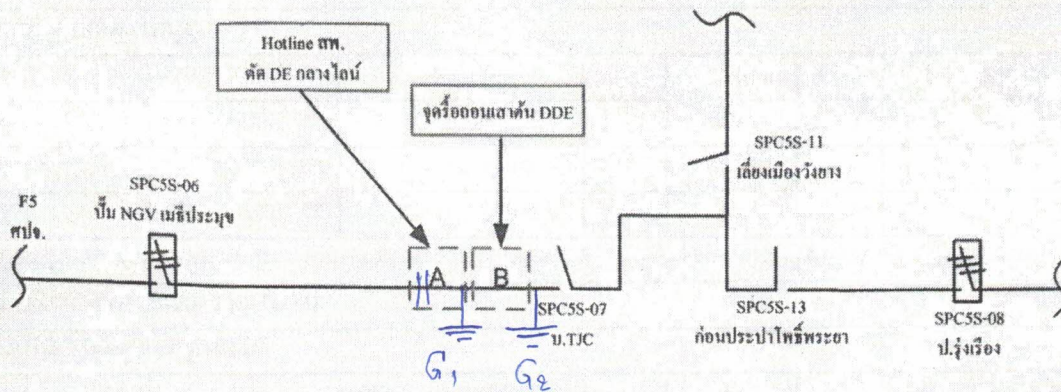 Hotline สพ.
ตัด DE กลางไลน์
จุดรื้อถอนเสาต้น DDE
SPC5S-11
เลี่ยงเมืองวังยาง
SPC5S-06
ปั๊ม NGV เมธีประมุข
F5
ศปจ.
A
B
SPC5S-07
บ.TJC
SPC5S-13
ก่อนประปาโพธิ์พระยา
SPC5S-08
ป.รุ่งเรือง
G1
G2